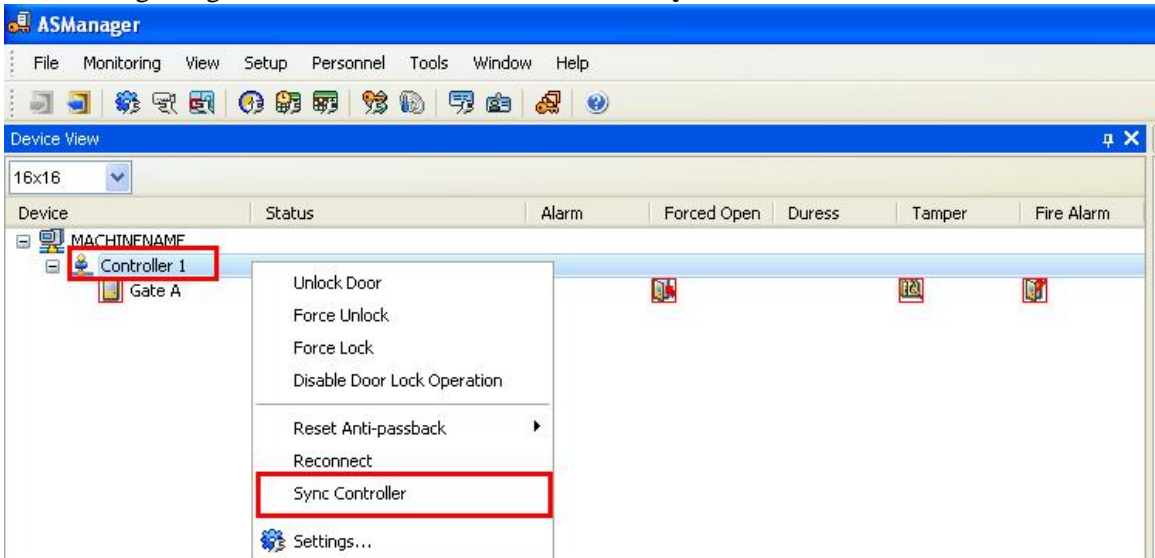 ASManager
File Monitoring View Setup Personnel Tools Window Help
Device View
16x16
Device Status Alarm Forced Open Duress Tamper Fire Alarm
MACHINENAME
Controller 1
Gate A
Unlock Door
Force Unlock
Force Lock
Disable Door Lock Operation
Reset Anti-passback
Reconnect
Sync Controller
Settings...